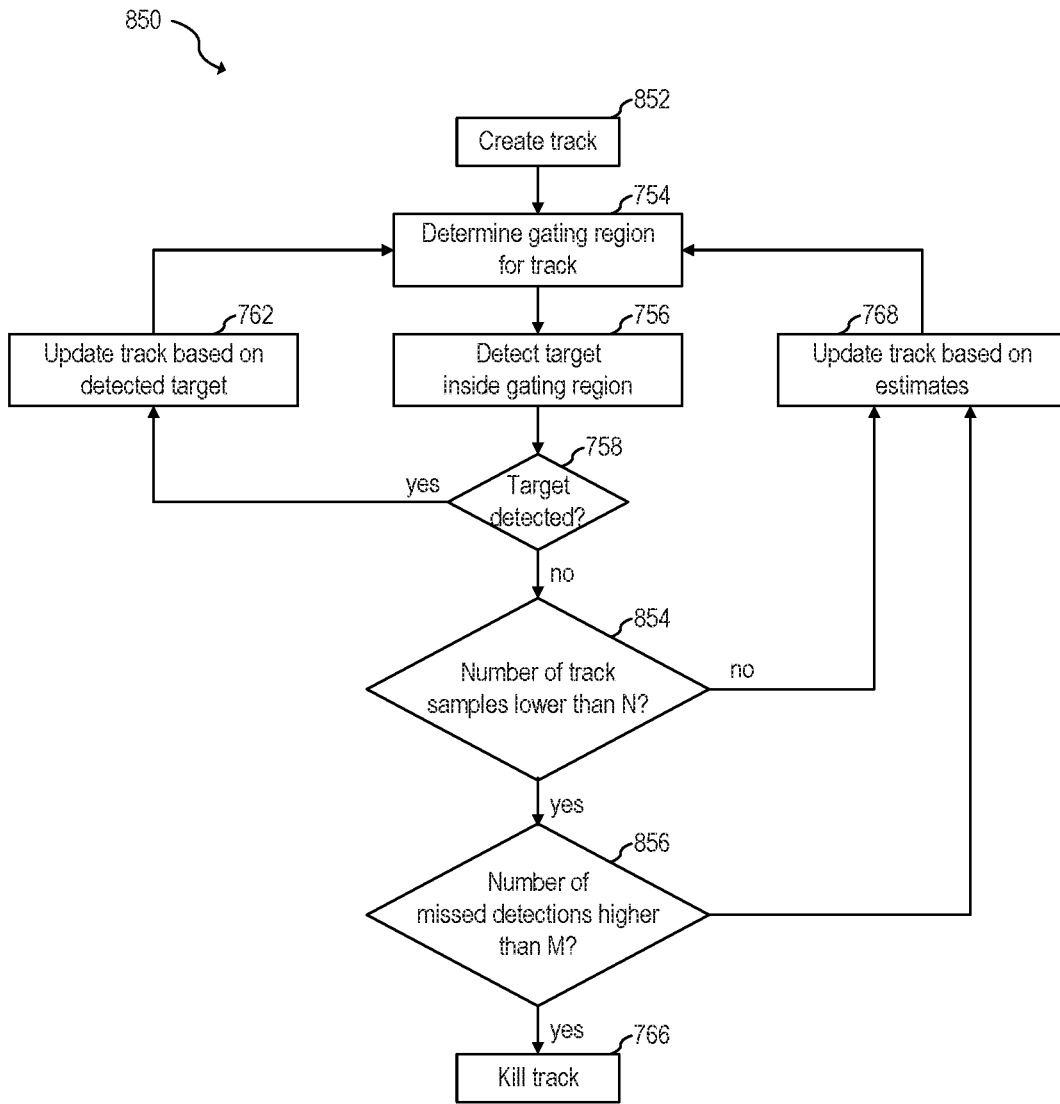 850
852
Create track
754
Determine gating region
for track
762
Update track based on
detected target
756
Detect target
inside gating region
768
Update track based on
estimates
758
yes
Target
detected?
no
854
Number of track
samples lower than N?
no
yes
856
Number of
missed detections higher
than M?
yes
766
Kill track